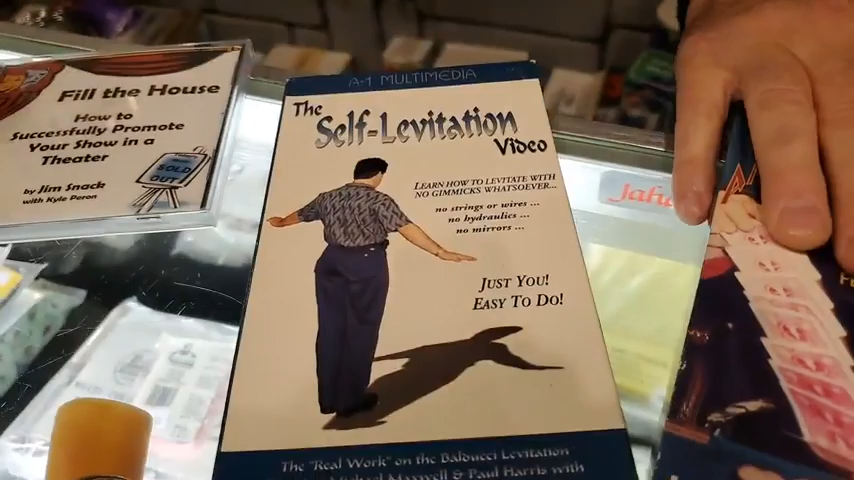 Fill the House
How to
Successfully Promote
Your Show in a
Theater
by Jim Snack
with Kyle Peron
SOLD
OUT
A-1 MULTIMEDIA
The
Self-Levitation
Video
LEARN HOW TO LEVITATE WITH
NO GIMMICKS WHATSOEVER...
no strings or wires ...
no hydraulics ...
no mirrors ...
JUST YOU!
EASY TO DO!
The "Real Work" on the Balducci Levitation
Michael Maxwell & Paul Harris with